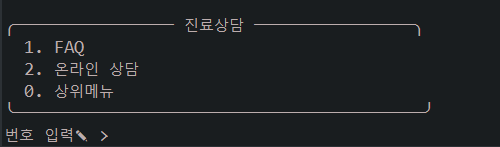 진료상담
1. FAQ
2. 온라인 상담
0. 상위메뉴
번호 입력✏️ >